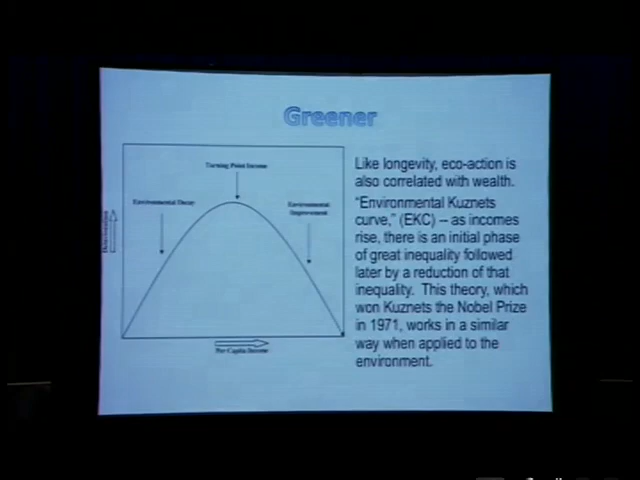 Greener
Turning Point Income
Environmental Decay
Environmental
Improvement
Deterioration
Per Capita Income
Like longevity, eco-action is
also correlated with wealth.
"Environmental Kuznets
curve," (EKC) – as incomes
rise, there is an initial phase
of great inequality followed
later by a reduction of that
inequality. This theory, which
won Kuznets the Nobel Prize
in 1971, works in a similar
way when applied to the
environment.